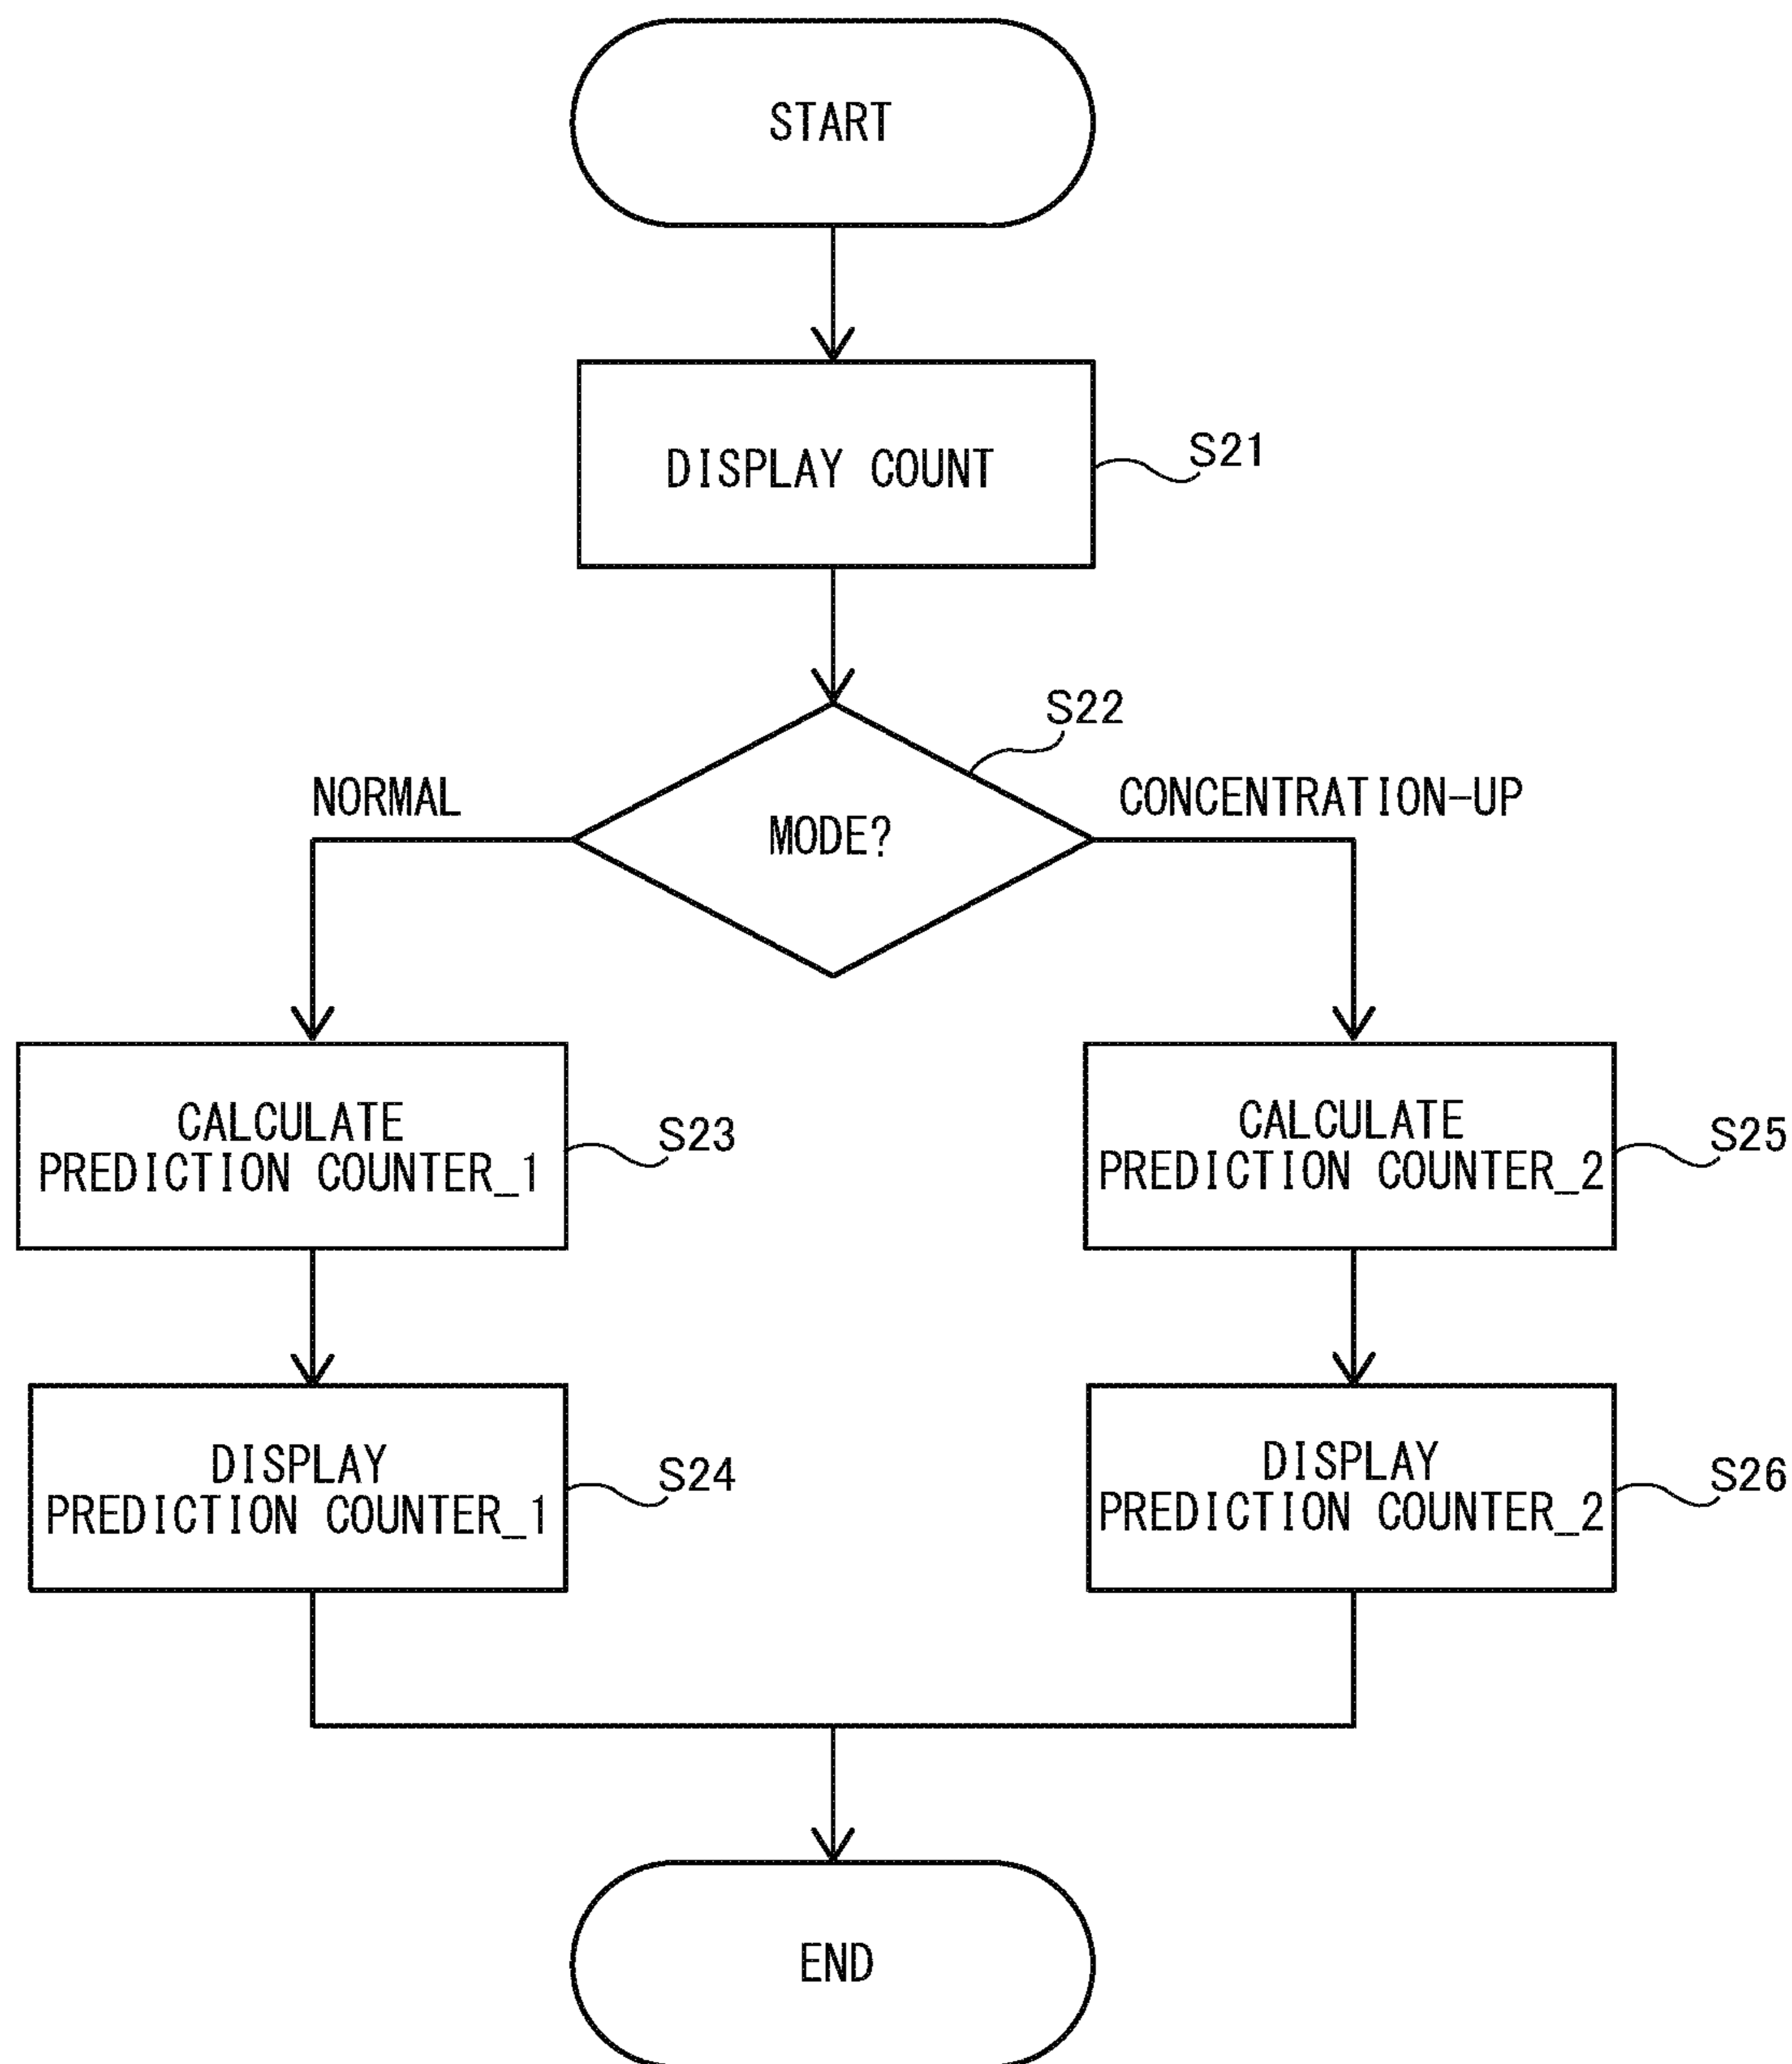 START
DISPLAY COUNT
S21
S22
NORMAL
CONCENTRATION-UP
MODE?
CALCULATE
PREDICTION COUNTER_1
S23
CALCULATE
PREDICTION COUNTER_2
S25
DISPLAY
PREDICTION COUNTER_1
S24
DISPLAY
PREDICTION COUNTER_2
S26
END